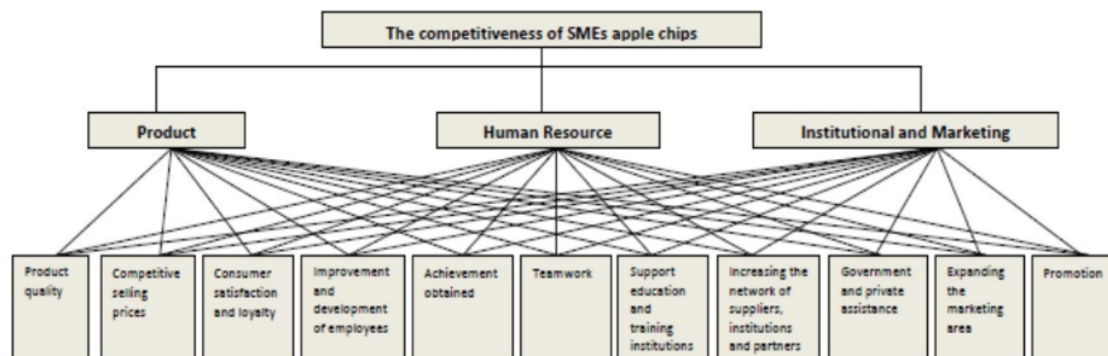 The competitiveness of SMEs apple chips
Product
Human Resource
Institutional and Marketing
Product
quality
Competitive
selling
prices
Consumer
satisfaction
and loyalty
Improvement
and
development
of employees
Achievement
obtained
Teamwork
Support
education
and
training
institutions
Increasing the
network of
suppliers,
institutions
and partners
Government
and private
assistance
Expanding
the
marketing
area
Promotion